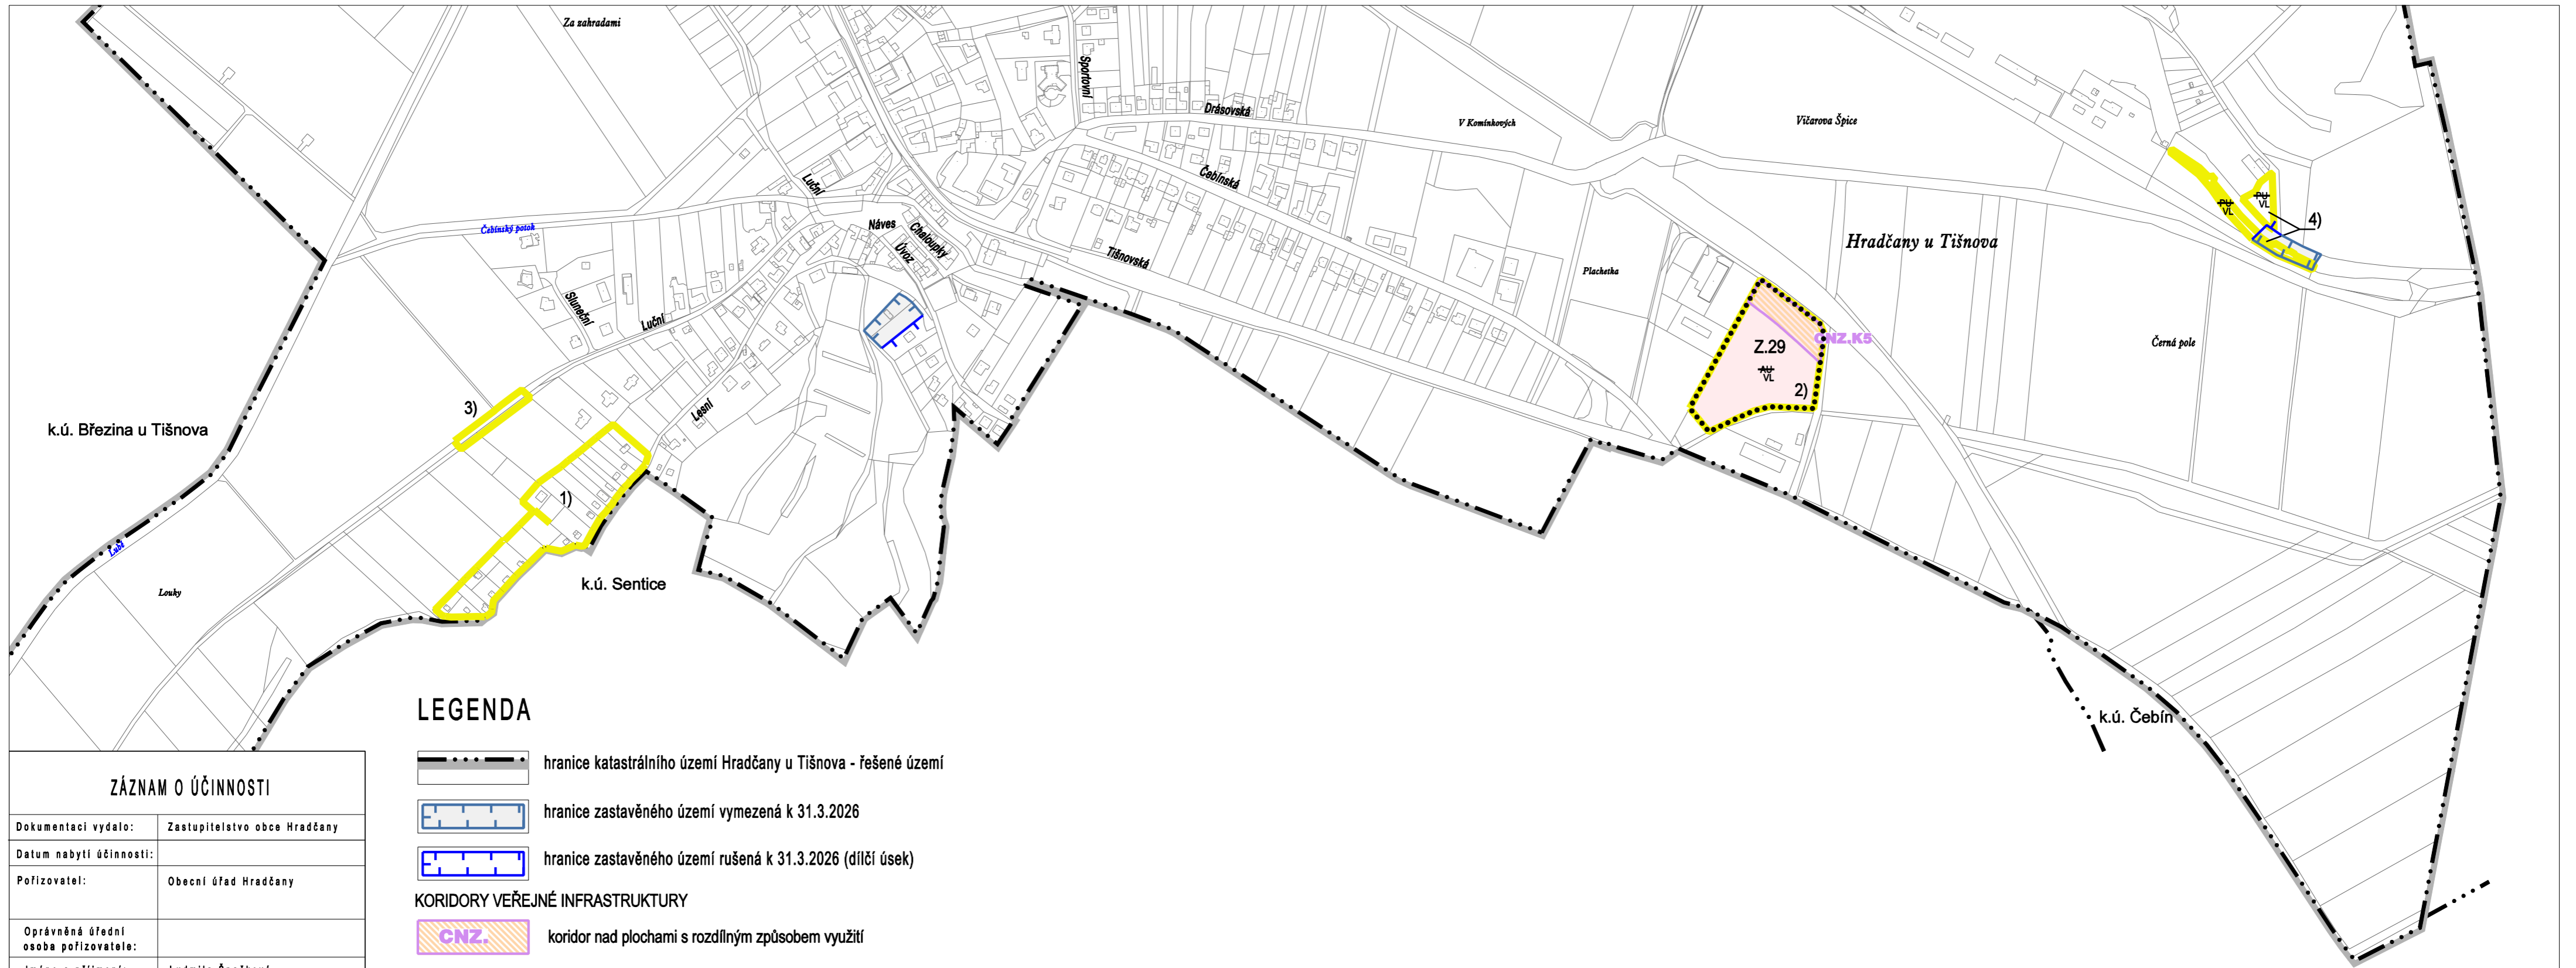 Za zahradami
Sportovní
Drásovská
V Komínkových
Vičarova Špice
Luční
Čebínská
Čebínský potok
Náves
Chaloupky
Úvoz
Tišnovská
Hradčany u Tišnova
Plachetka
PU
VL
PU
VL
4)
Sluneční
Luční
CNZ.K5
Z.29
AU
VL
2)
Černá pole
Lesní
3)
k.ú. Březina u Tišnova
1)
Lubě
k.ú. Sentice
Louky
k.ú. Čebín
LEGENDA
hranice katastrálního území Hradčany u Tišnova - řešené území
hranice zastavěného území vymezená k 31.3.2026
hranice zastavěného území rušená k 31.3.2026 (dílčí úsek)
KORIDORY VEŘEJNÉ INFRASTRUKTURY
CNZ. koridor nad plochami s rozdílným způsobem využití
ZÁZNAM O ÚČINNOSTI
Dokumentaci vydalo: Zastupitelstvo obce Hradčany
Datum nabytí účinnosti:
Pořizovatel: Obecní úřad Hradčany
Oprávněná úřední
osoba pořizovatele: